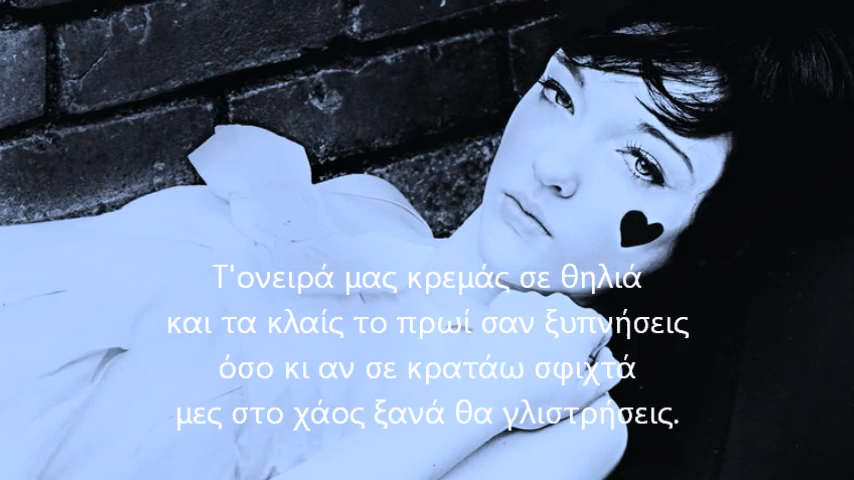 Τ'ονειρά μας κρεμάς σε θηλιά
και τα κλαίς το πρωί σαν ξυπνήσεις
όσο κι αν σε κρατάω σφιχτά
μες στο χάος ξανά θα γλιστρήσεις.